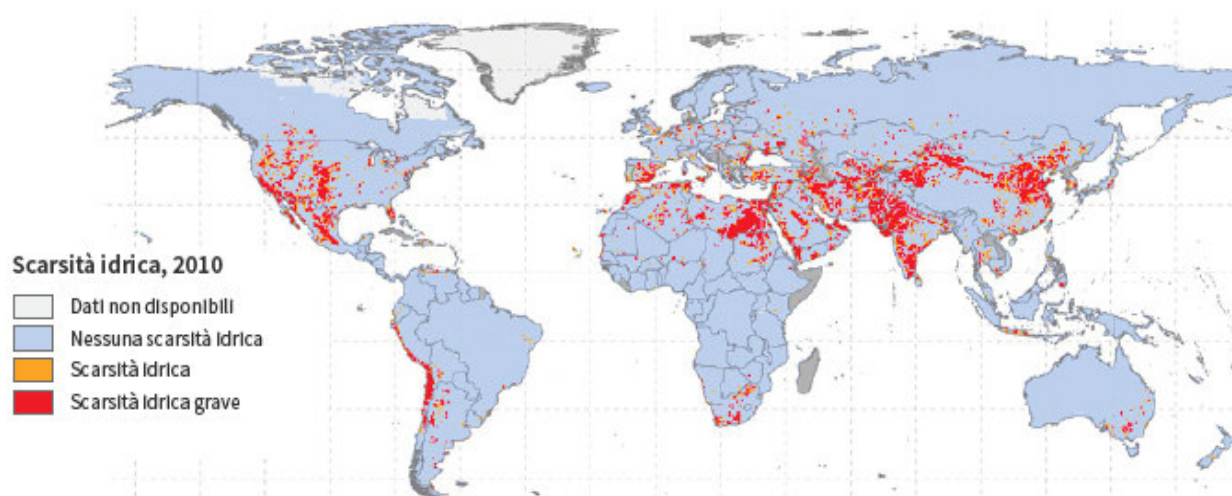 Scarsità idrica, 2010
Dati non disponibili
Nessuna scarsità idrica
Scarsità idrica
Scarsità idrica grave